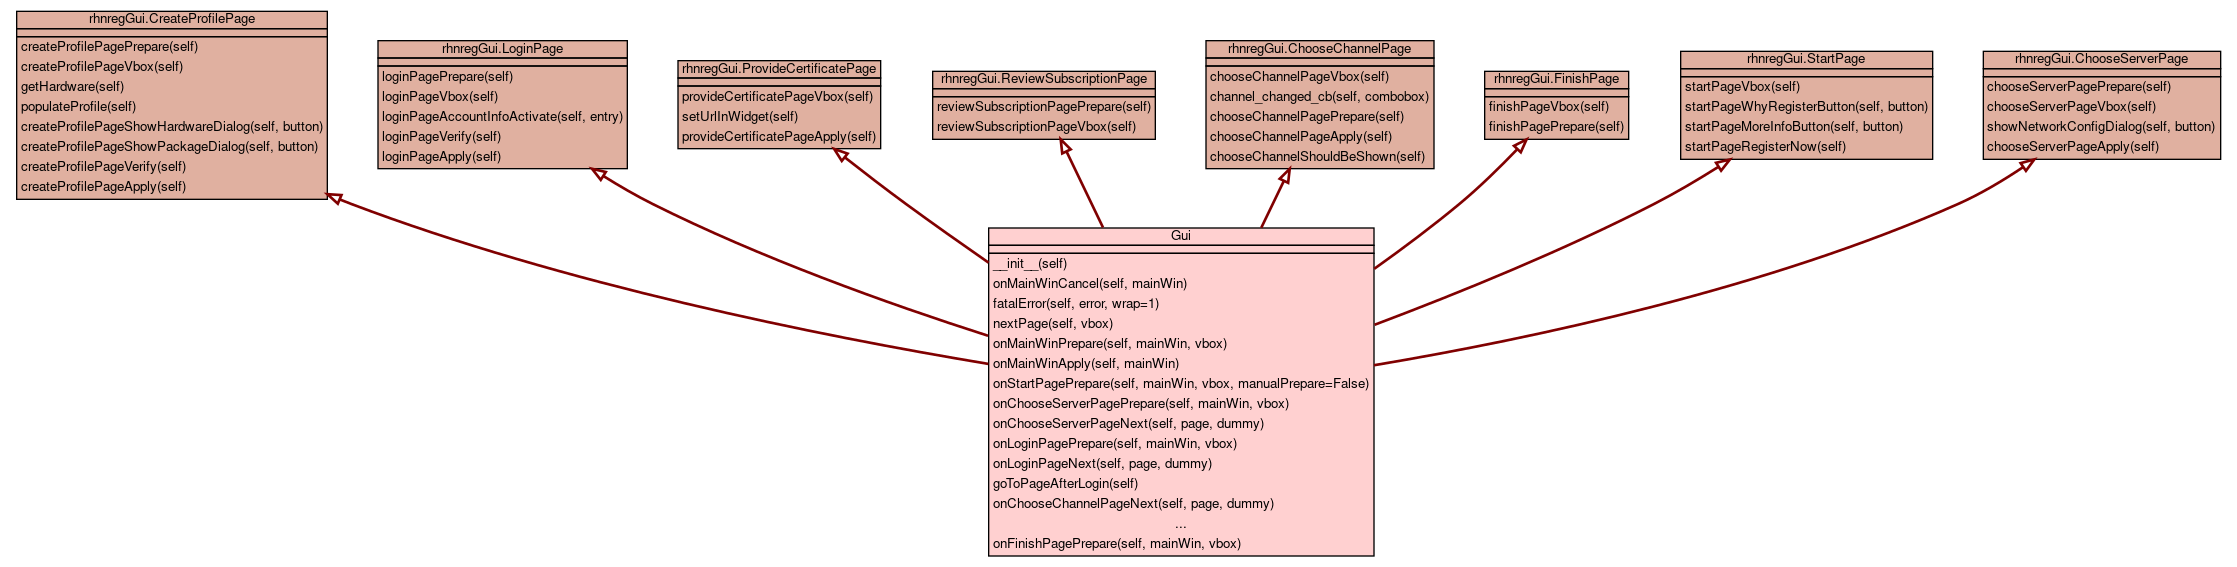 rhnregGui.CreateProfilePage
createProfilePagePrepare(self)
createProfilePageVbox(self)
getHardware(self)
populateProfile(self)
createProfilePageShowHardwareDialog(self, button)
createProfilePageShowPackageDialog(self, button)
createProfilePageVerify(self)
createProfilePageApply(self)
rhnregGui.LoginPage
loginPagePrepare(self)
loginPageVbox(self)
loginPageAccountInfoActivate(self, entry)
loginPageVerify(self)
loginPageApply(self)
rhnregGui.ProvideCertificatePage
provideCertificatePageVbox(self)
setUrlInWidget(self)
provideCertificatePageApply(self)
rhnregGui.ReviewSubscriptionPage
reviewSubscriptionPagePrepare(self)
reviewSubscriptionPageVbox(self)
rhnregGui.ChooseChannelPage
chooseChannelPageVbox(self)
channel_changed_cb(self, combobox)
chooseChannelPagePrepare(self)
chooseChannelPageApply(self)
chooseChannelShouldBeShown(self)
rhnregGui.FinishPage
finishPageVbox(self)
finishPagePrepare(self)
rhnregGui.StartPage
startPageVbox(self)
startPageWhyRegisterButton(self, button)
startPageMoreInfoButton(self, button)
startPageRegisterNow(self)
rhnregGui.ChooseServerPage
chooseServerPagePrepare(self)
chooseServerPageVbox(self)
showNetworkConfigDialog(self, button)
chooseServerPageApply(self)
Gui
__init__(self)
onMainWinCancel(self, mainWin)
fatalError(self, error, wrap=1)
nextPage(self, vbox)
onMainWinPrepare(self, mainWin, vbox)
onMainWinApply(self, mainWin)
onStartPagePrepare(self, mainWin, vbox, manualPrepare=False)
onChooseServerPagePrepare(self, mainWin, vbox)
onChooseServerPageNext(self, page, dummy)
onLoginPagePrepare(self, mainWin, vbox)
onLoginPageNext(self, page, dummy)
goToPageAfterLogin(self)
onChooseChannelPageNext(self, page, dummy)
...
onFinishPagePrepare(self, mainWin, vbox)